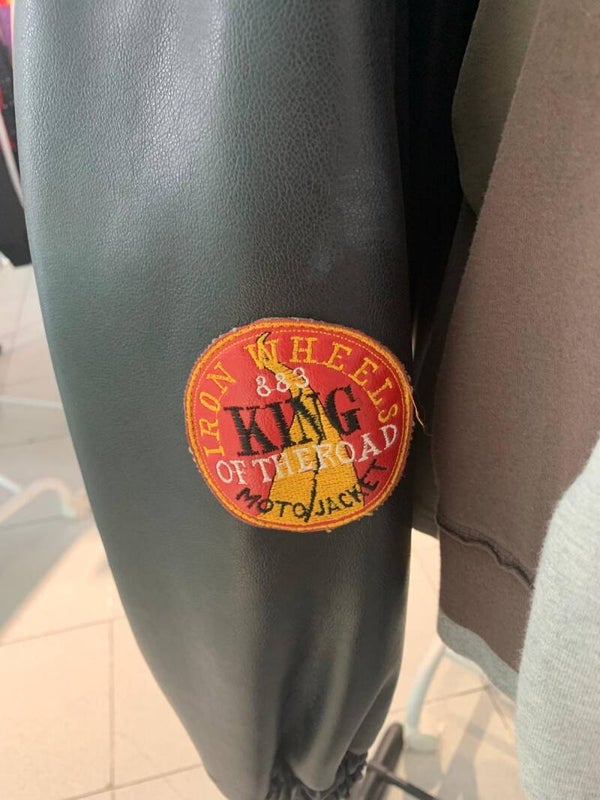 IRON WHEELS
883
KING
OF THE ROAD
MOTO JACKET